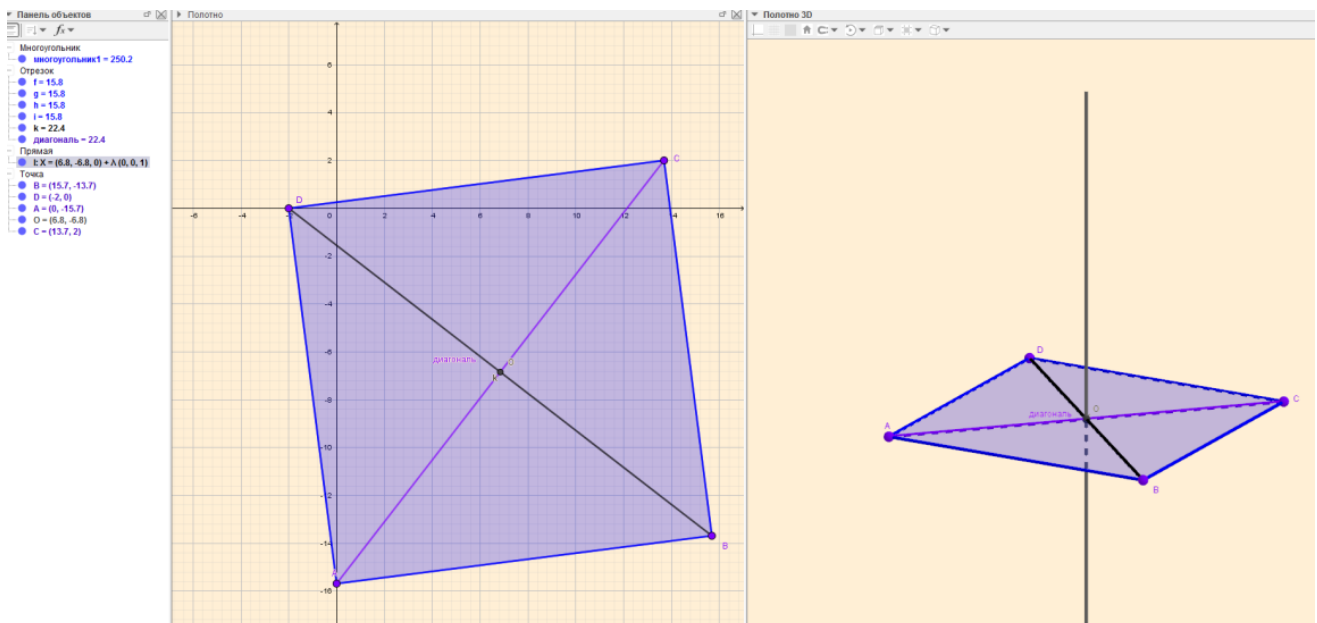 Панель объектов
Многоугольник
многоугольник1 = 250.2
Отрезок
f = 15.8
g = 15.8
h = 15.8
i = 15.8
k = 22.4
диагональ = 22.4
Прямая
l: X = (6.8, -6.8, 0) + λ (0, 0, 1)
Точка
B = (15.7, -13.7)
D = (-2, 0)
A = (0, -15.7)
O = (6.8, -6.8)
C = (13.7, 2)
Полотно
6
4
2
C
D
-6 -4 0 2 4 6 8 10 12 4 16
-2
-4
-6
диагональ
-8
-10
-2
-14
B
A
-16
Полотно 3D
D
C
O
диагональ
A
B